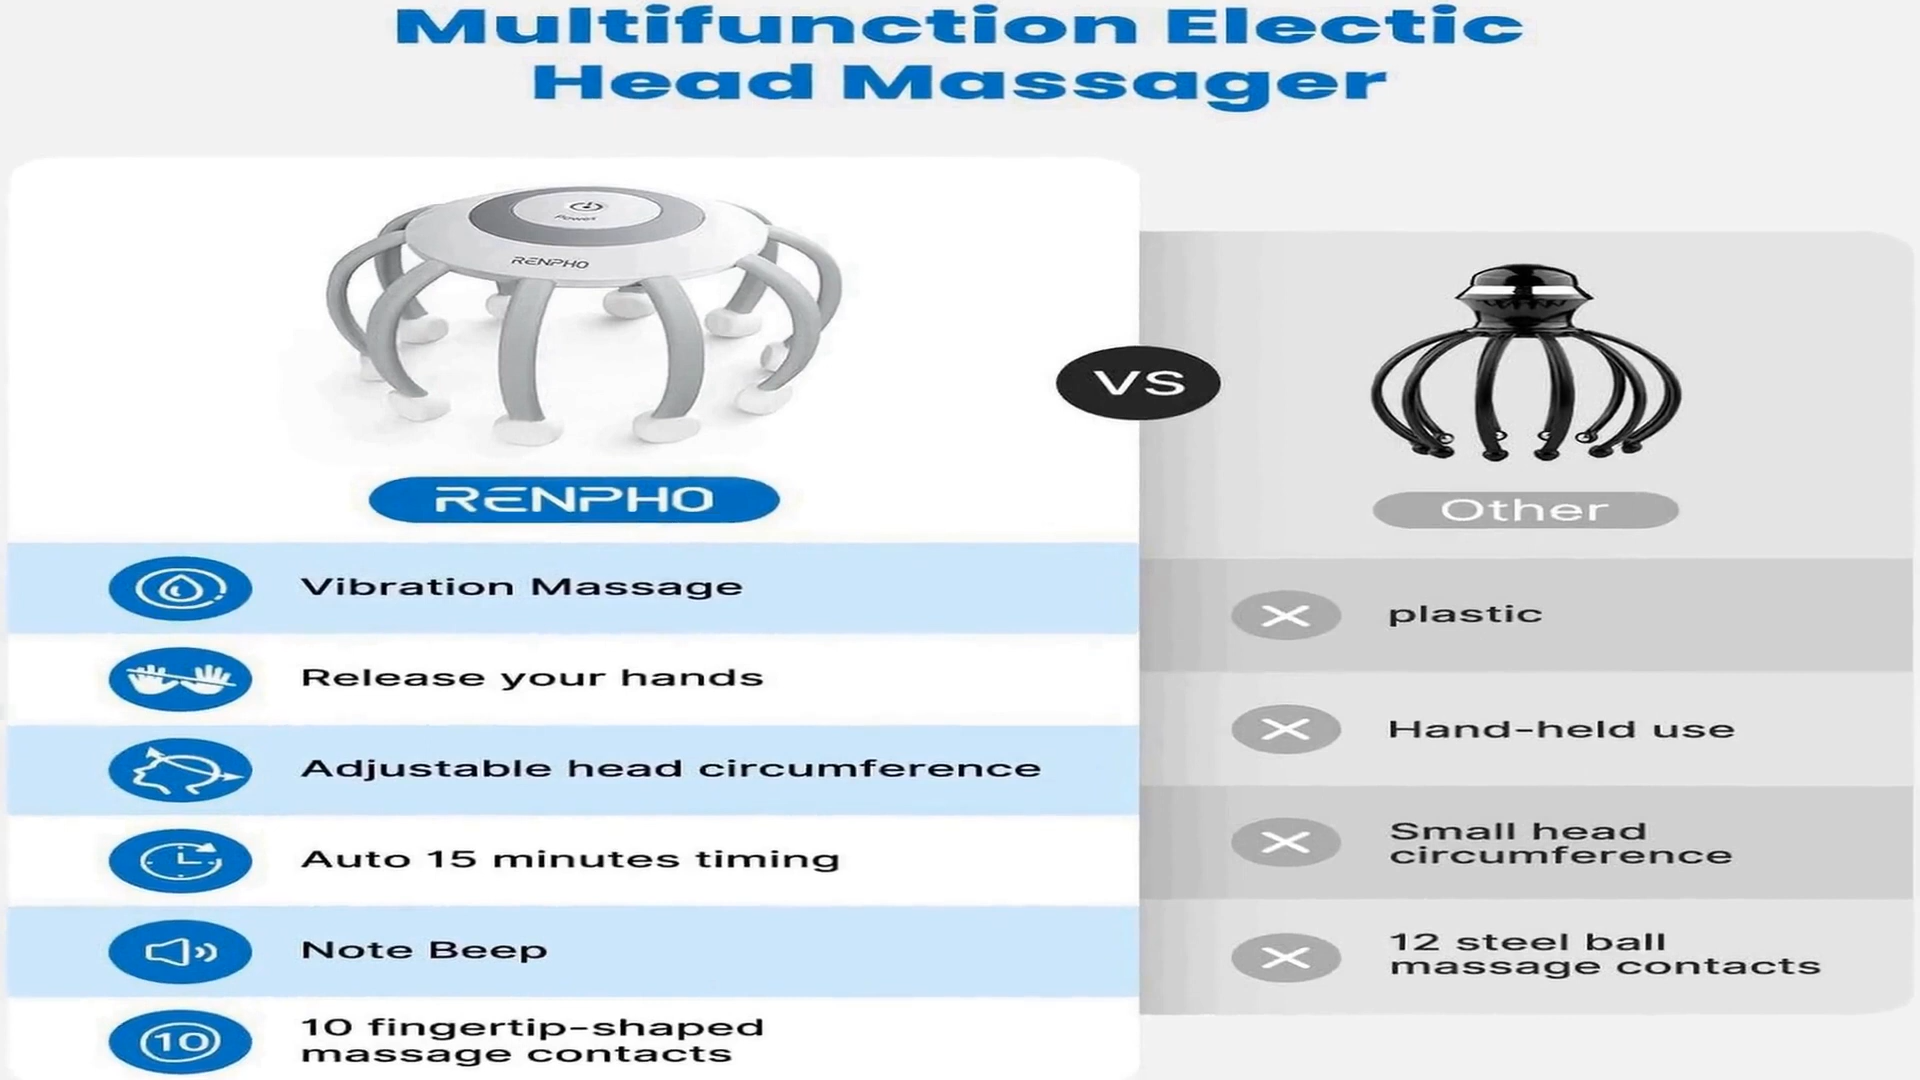 Multifunction Electic
Head Massager
Power
RENPHO
VS
RENPHO
Other
Vibration Massage
Release your hands
Adjustable head circumference
Auto 15 minutes timing
Note Beep
10
10 fingertip-shaped
massage contacts
plastic
Hand-held use
Small head
circumference
12 steel ball
massage contacts